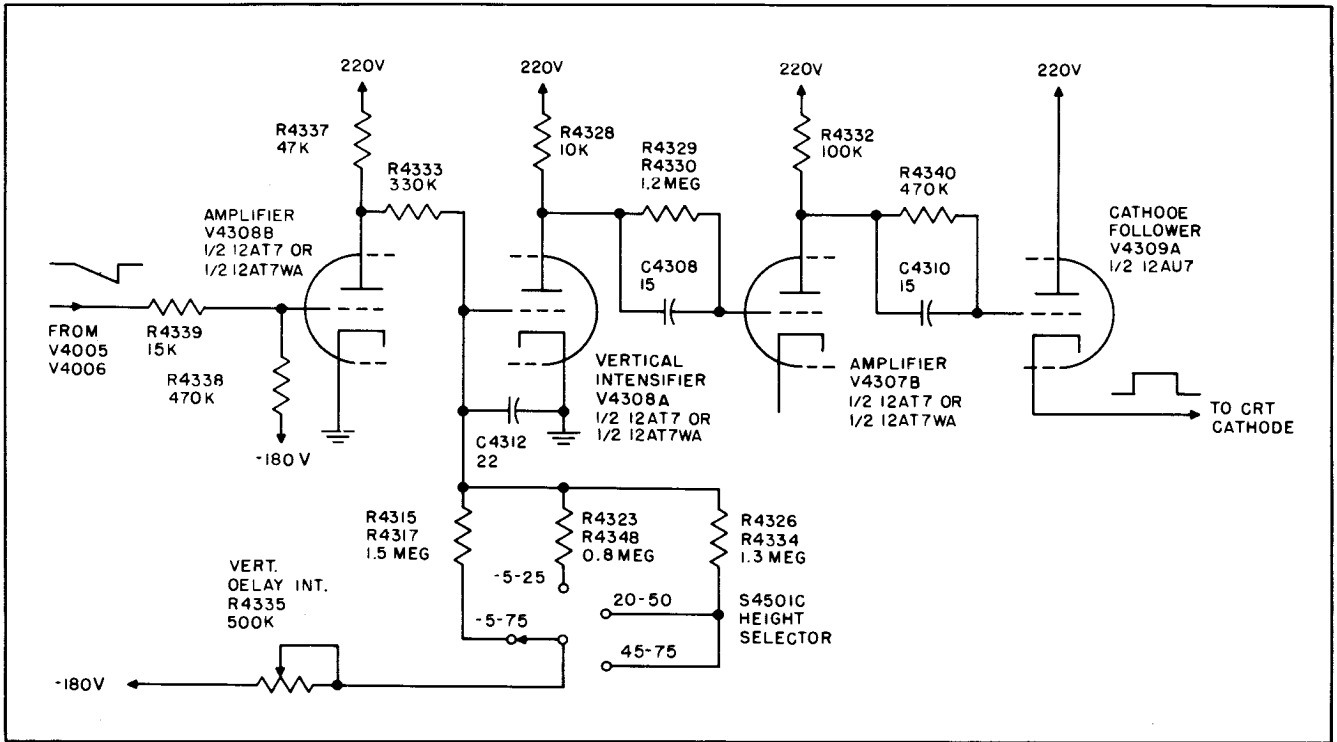 220V
220V
220V
220V
R4337
47K
R4333
330K
R4328
10K
R4329
R4330
1.2 MEG
R4332
100K
R4340
470K
AMPLIFIER
V4308B
1/2 12AT7 OR
1/2 12AT7WA
CATHODE
FOLLOWER
V4309A
1/2 12AU7
C4308
15
C4310
15
FROM
V4005
V4006
R4339
15K
R4338
470K
-180V
VERTICAL
INTENSIFIER
V4308A
1/2 12AT7 OR
1/2 12AT7WA
AMPLIFIER
V4307B
1/2 12AT7 OR
1/2 12AT7WA
TO CRT
CATHODE
C4312
22
R4315
R4317
1.5 MEG
R4323
R4348
0.8 MEG
R4326
R4334
1.3 MEG
VERT.
DELAY INT.
R4335
500K
-5-25
-5-75
20-50
45-75
S4501C
HEIGHT
SELECTOR
-180V